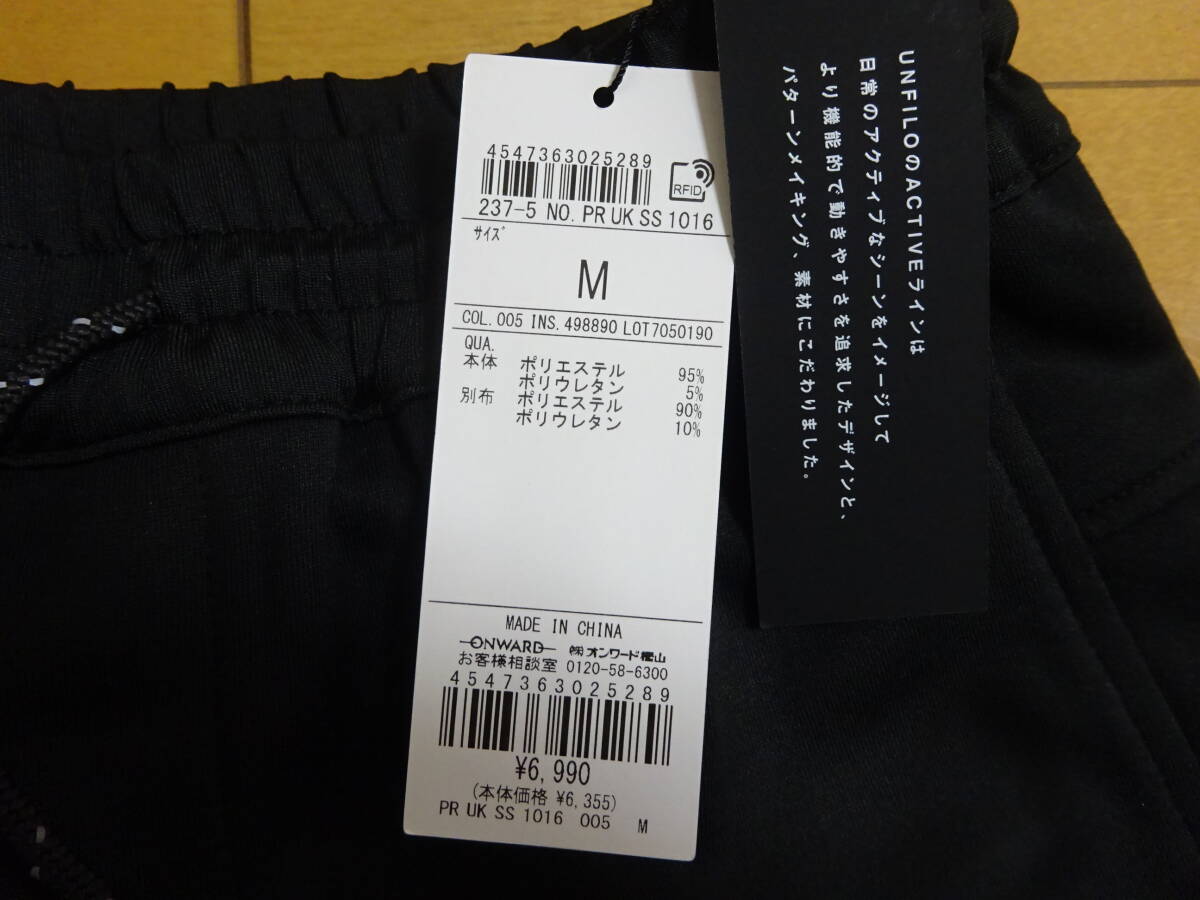 4547363025289
RFID
237-5 NO. PR UK SS 1016
サイズ
M
COL. 005 INS. 498890 LOT7050190
QUA.
本体 ポリエステル 95%
ポリウレタン 5%
別布 ポリエステル 90%
ポリウレタン 10%
MADE IN CHINA
ONWARD ㈱オンワード樫山
お客様相談室 0120-58-6300
4547363025289
¥6,990
(本体価格 ¥6,355)
PR UK SS 1016 005 M
UNFILOのACTIVEラインは
日常のアクティブなシーンをイメージして
より機能的で動きやすさを追求したデザインと、
パターンメイキング、素材にこだわりました。